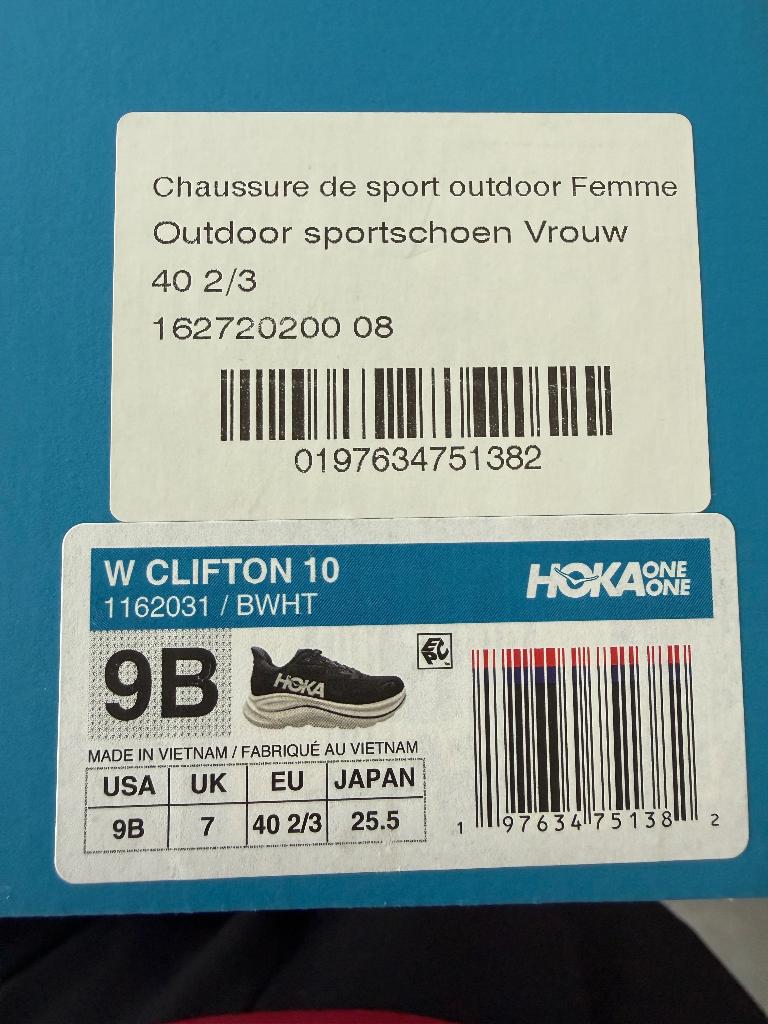 Chaussure de sport outdoor Femme
Outdoor sportschoen Vrouw
40 2/3
162720200 08
0197634751382
W CLIFTON 10
1162031 / BWHT
HOKA ONE ONE
9B
HOKA
EPC
MADE IN VIETNAM / FABRIQUÉ AU VIETNAM
USA UK EU JAPAN
9B 7 40 2/3 25.5
1 97634 75138 2